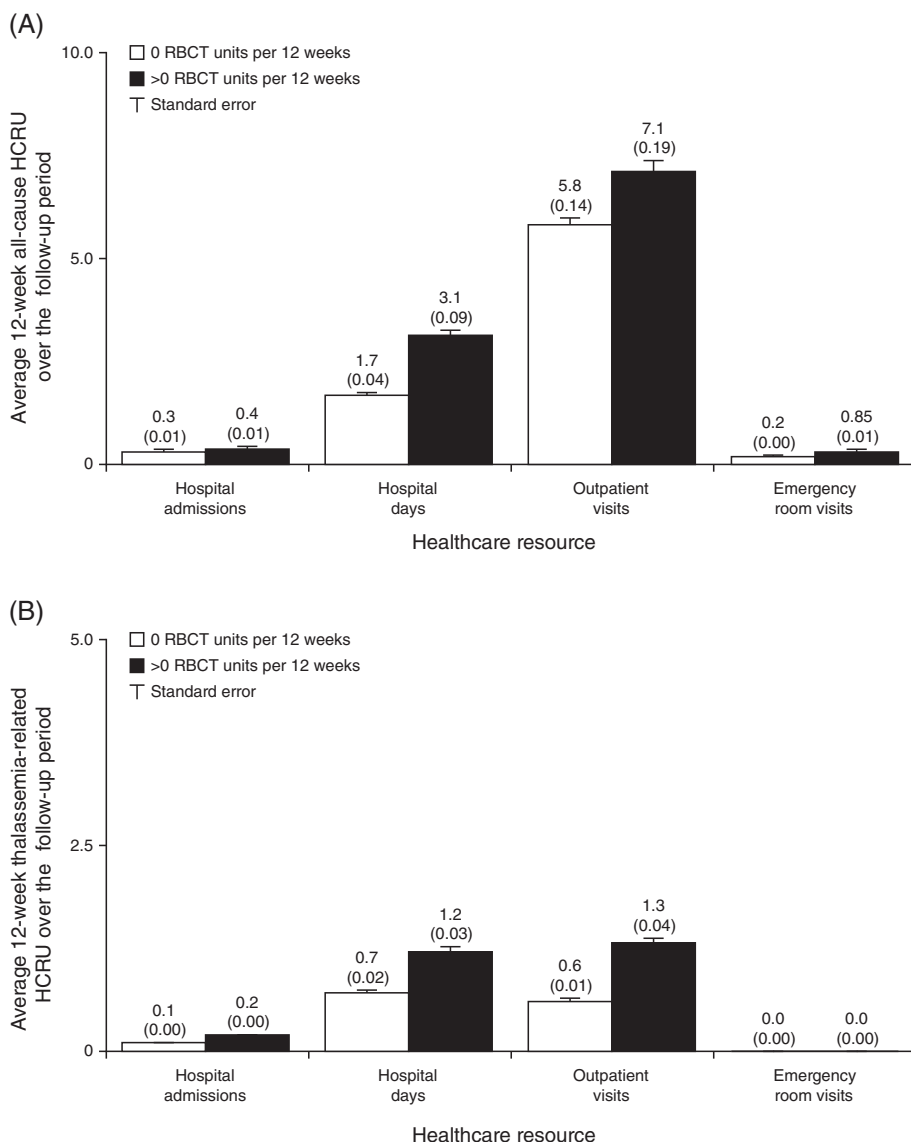 (A)
10.0
0 RBCT units per 12 weeks
>0 RBCT units per 12 weeks
Standard error
Average 12-week all-cause HCRU
over the follow-up period
7.1
(0.19)
5.8
(0.14)
5.0
3.1
(0.09)
1.7
(0.04)
0.3
(0.01)
0.4
(0.01)
0.2
(0.00)
0.85
(0.01)
0
Hospital
admissions
Hospital
days
Outpatient
visits
Emergency
room visits
Healthcare resource
(B)
5.0
0 RBCT units per 12 weeks
>0 RBCT units per 12 weeks
Standard error
Average 12-week thalassemia-related
HCRU over the follow-up period
2.5
0.1
(0.00)
0.2
(0.00)
0.7
(0.02)
1.2
(0.03)
0.6
(0.01)
1.3
(0.04)
0.0
(0.00)
0.0
(0.00)
0
Hospital
admissions
Hospital
days
Outpatient
visits
Emergency
room visits
Healthcare resource